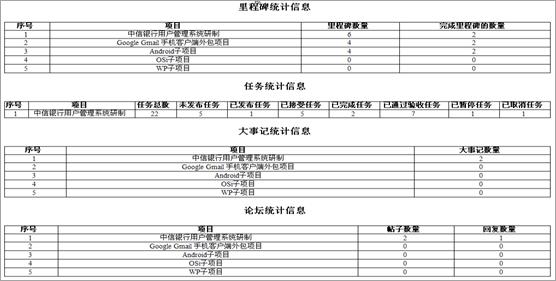 里程碑统计信息
序号 项目 里程碑数量 完成里程碑的数量
1 中信银行用户管理系统研制 6 2
2 Google Gmail 手机客户端外包项目 4 2
3 Android子项目 4 2
4 OSi子项目 0 0
5 WP子项目 0 0
任务统计信息
序号 项目 任务总数 未发布任务 已发布任务 已接受任务 已完成任务 已通过验收任务 已暂停任务 已取消任务
1 中信银行用户管理系统研制 22 5 1 5 2 7 1 1
大事记统计信息
序号 项目 大事记数量
1 中信银行用户管理系统研制 2
2 Google Gmail 手机客户端外包项目 0
3 Android子项目 0
4 OSi子项目 0
5 WP子项目 0
论坛统计信息
序号 项目 帖子数量 回复数量
1 中信银行用户管理系统研制 2 1
2 Google Gmail 手机客户端外包项目 0 0
3 Android子项目 0 0
4 OSi子项目 0 0
5 WP子项目 0 0